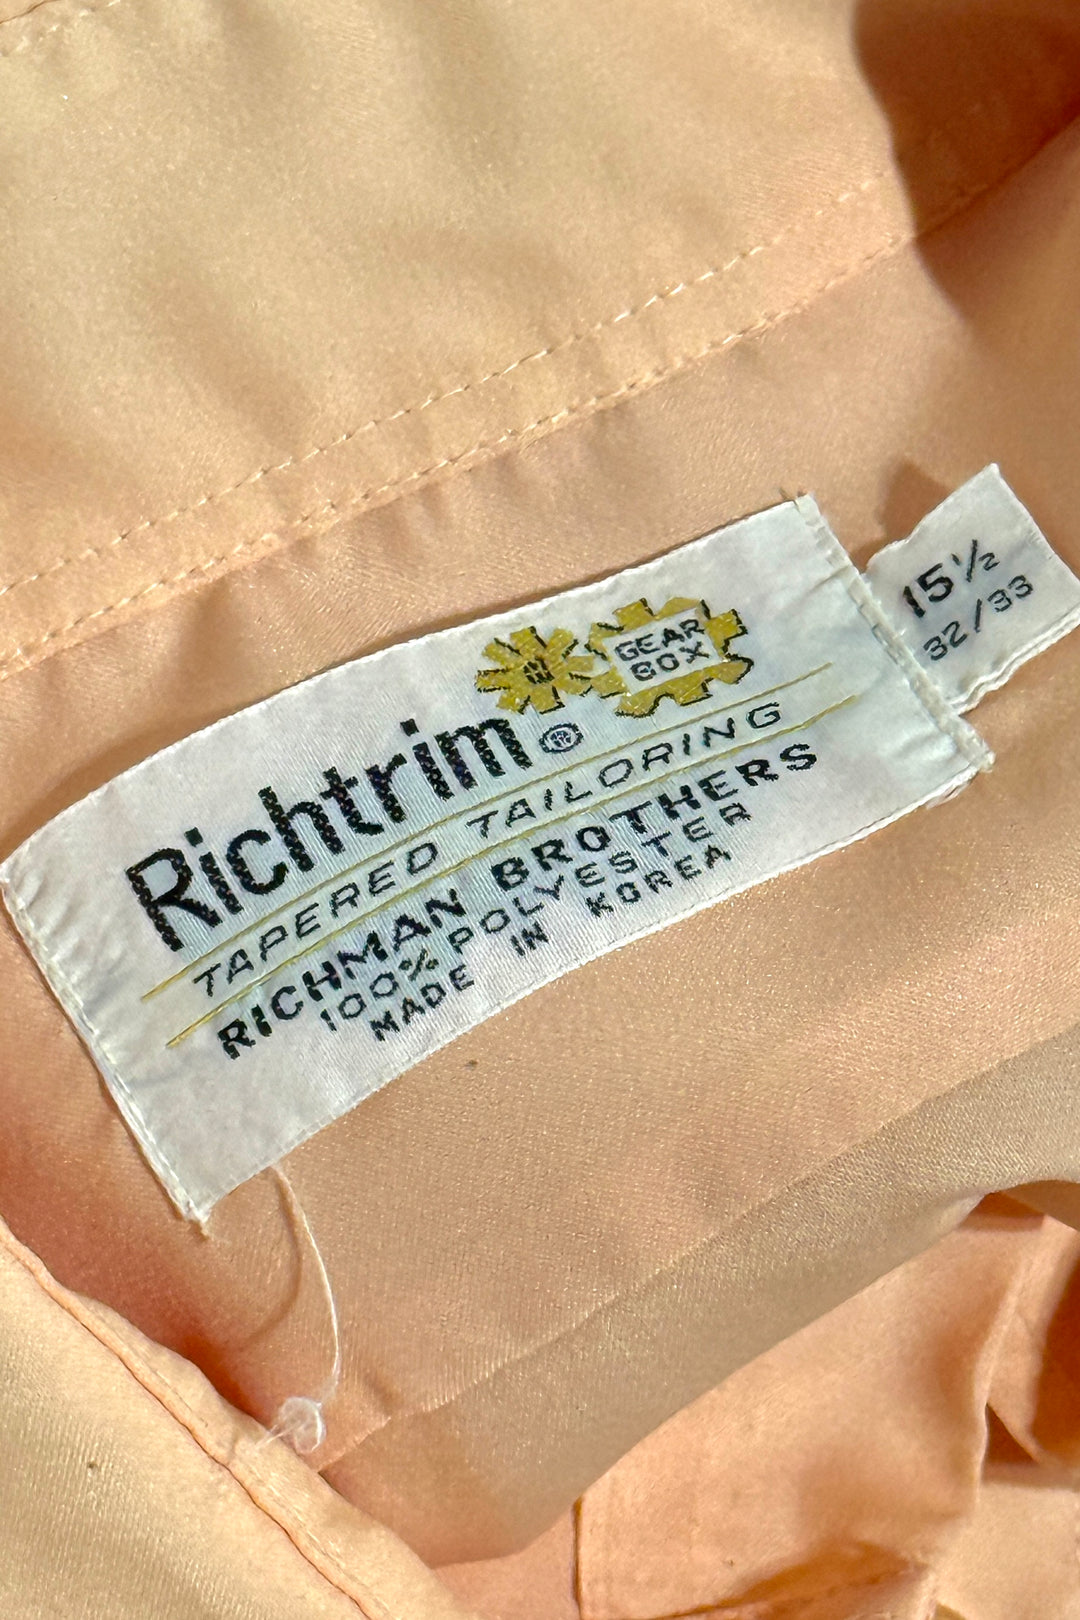 GEAR
BOX
Richtrim®
TAPERED TAILORING
RICHMAN BROTHERS
100% POLYESTER
MADE IN KOREA
15½
32/33